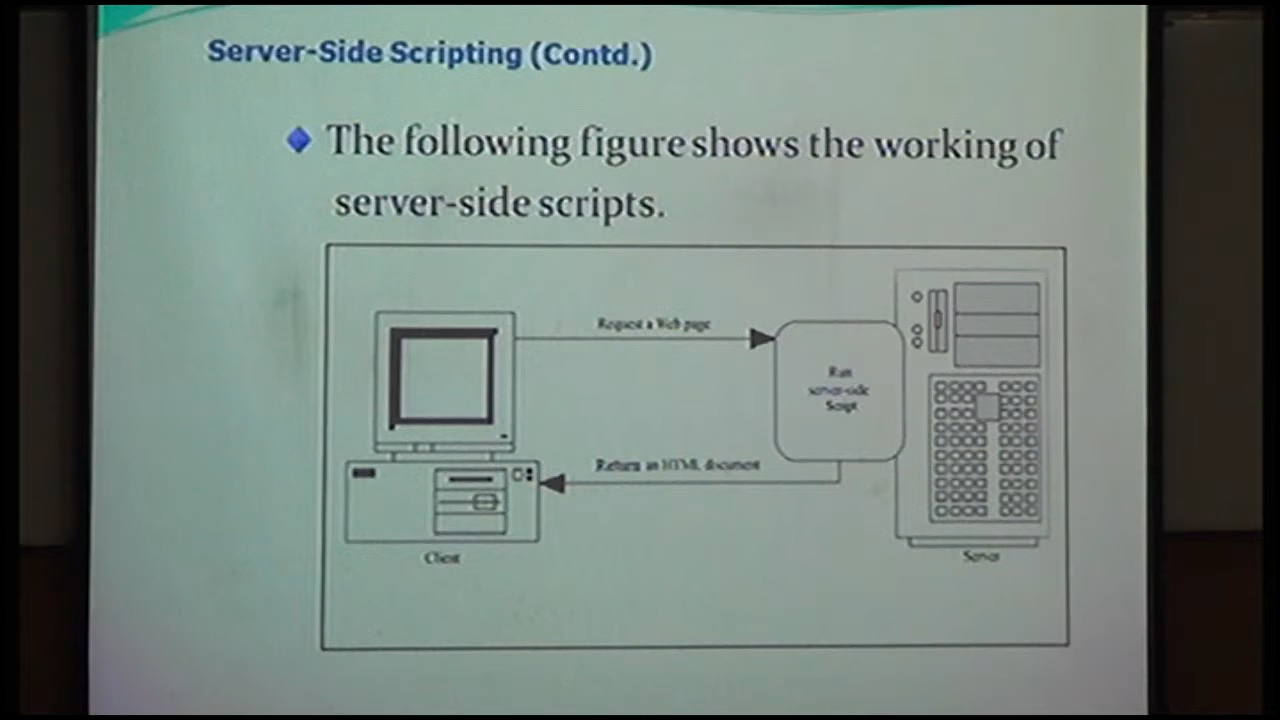 Server-Side Scripting (Contd.)
The following figure shows the working of
server-side scripts.
Request a Web page
Run
server-side
Script
Return an HTML document
Client
Server